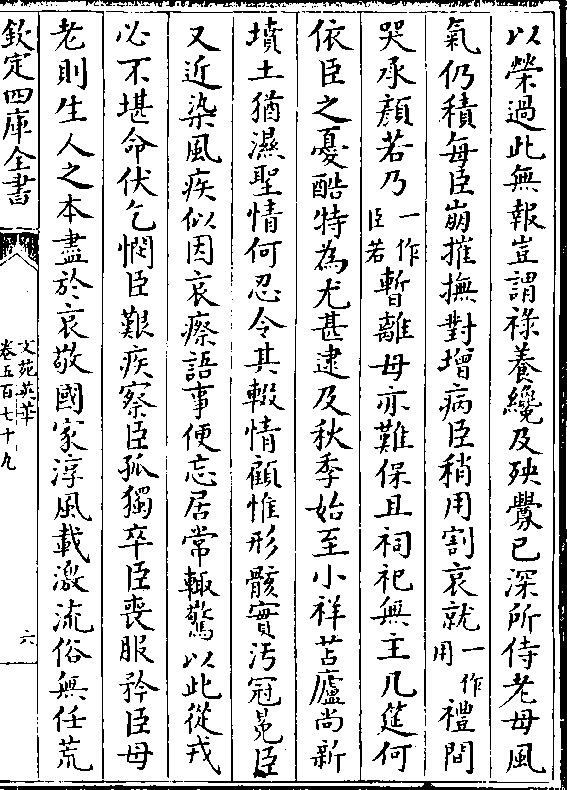 以榮過此無報豈謂禄養纔及殃釁已深所侍老母風
氣仍積每臣崩摧撫對增病臣稍用割哀就一作用禮間
哭承顔若乃一作臣若暫離母亦難保且祠祀無主几筵何
依臣之憂酷特為尤甚逮及秋季始至小祥苫廬尚新
墳土猶濕聖情何忍令其輟情顧惟形骸實汚冠冕臣
又近染風疾似因哀瘵語事便忘居常輙驚以此從戎
必不堪命伏乞憫臣艱疾察臣孤獨卒臣喪服矜臣母
老則生人之本盡於哀敬國家淳風載激流俗無任荒
欽定四庫全書
文苑英華
卷五百七十九
六